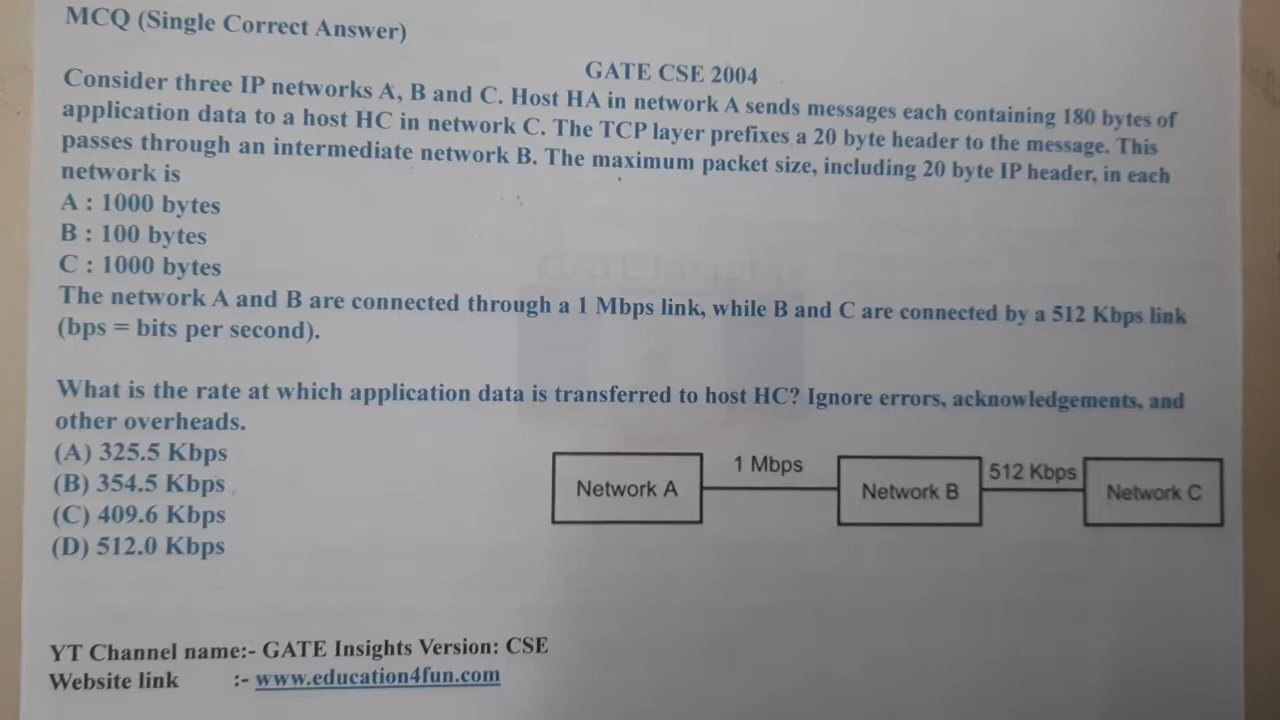 MCQ (Single Correct Answer)
GATE CSE 2004
Consider three IP networks A, B and C. Host HA in network A sends messages each containing 180 bytes of
application data to a host HC in network C. The TCP layer prefixes a 20 byte header to the message. This
passes through an intermediate network B. The maximum packet size, including 20 byte IP header, in each
network is
A : 1000 bytes
B : 100 bytes
C : 1000 bytes
The network A and B are connected through a 1 Mbps link, while B and C are connected by a 512 Kbps link
(bps = bits per second).
What is the rate at which application data is transferred to host HC? Ignore errors, acknowledgements, and
other overheads.
(A) 325.5 Kbps
(B) 354.5 Kbps
(C) 409.6 Kbps
(D) 512.0 Kbps
Network A
1 Mbps
Network B
512 Kbps
Network C
YT Channel name:- GATE Insights Version: CSE
Website link :- www.education4fun.com